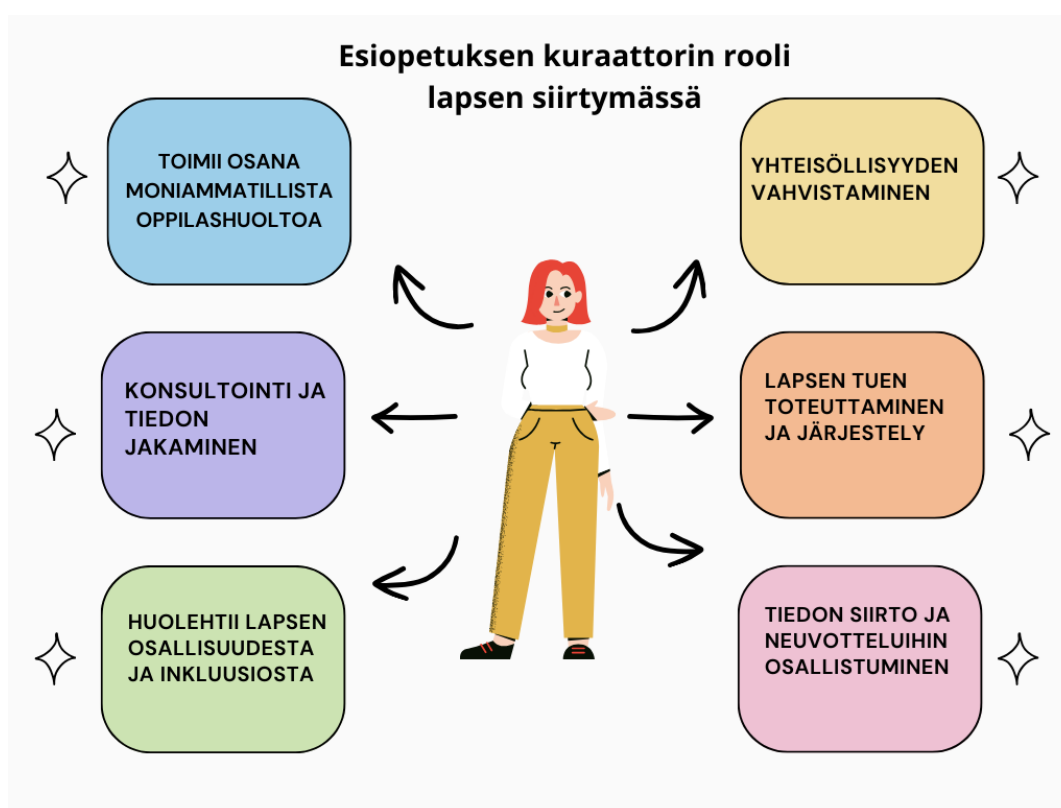 Esiopetuksen kuraattorin rooli
lapsen siirtymässä
TOIMII OSANA
MONIAMMATILLISTA
OPPILASHUOLTOA
YHTEISÖLLISYYDEN
VAHVISTAMINEN
KONSULTOINTI JA
TIEDON
JAKAMINEN
LAPSEN TUEN
TOTEUTTAMINEN
JA JÄRJESTELY
HUOLEHTII LAPSEN
OSALLISUUDESTA
JA INKLUUSIOSTA
TIEDON SIIRTO JA
NEUVOTTELUIHIN
OSALLISTUMINEN